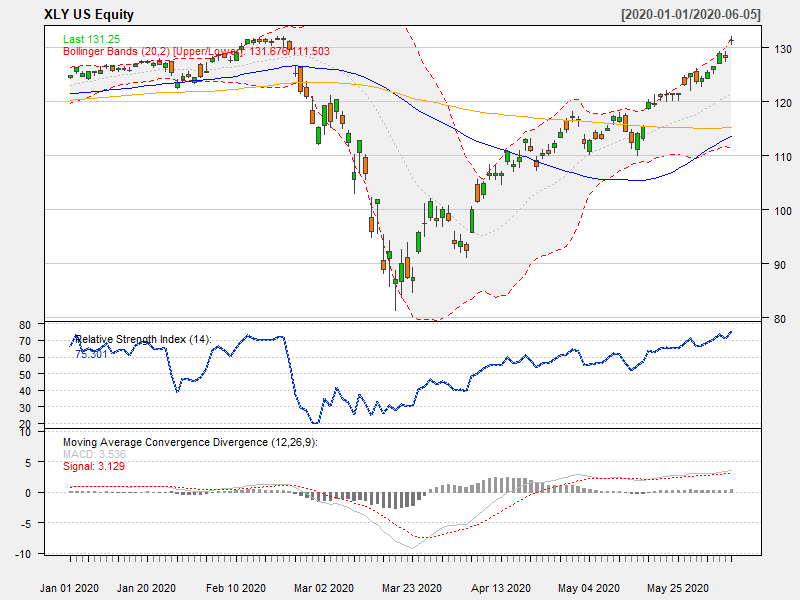 XLY US Equity [2020-01-01/2020-06-05]
Last 131.25
Bollinger Bands (20,2) [Upper/Lower]: 131.676/111.503
130
120
110
100
90
80
Relative Strength Index (14):
75.301
80
70
60
50
40
30
20
Moving Average Convergence Divergence (12,26,9):
MACD: 3.536
Signal: 3.129
10
5
0
-5
-10
Jan 01 2020 Jan 20 2020 Feb 10 2020 Mar 02 2020 Mar 23 2020 Apr 13 2020 May 04 2020 May 25 2020